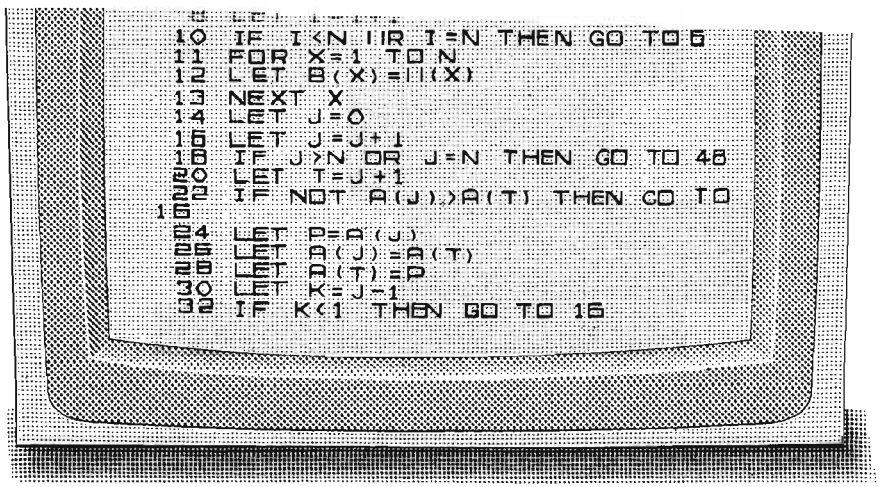 10 IF I<N OR I=N THEN GO TO 6
11 FOR X=1 TO N
12 LET B(X)=U(X)
13 NEXT X
14 LET J=0
16 LET J=J+1
18 IF J>N OR J=N THEN GO TO 48
20 LET T=J+1
22 IF NOT A(J)>A(T) THEN GO TO
16
24 LET P=A(J)
26 LET A(J)=A(T)
28 LET A(T)=P
30 LET K=J-1
32 IF K<1 THEN GO TO 16